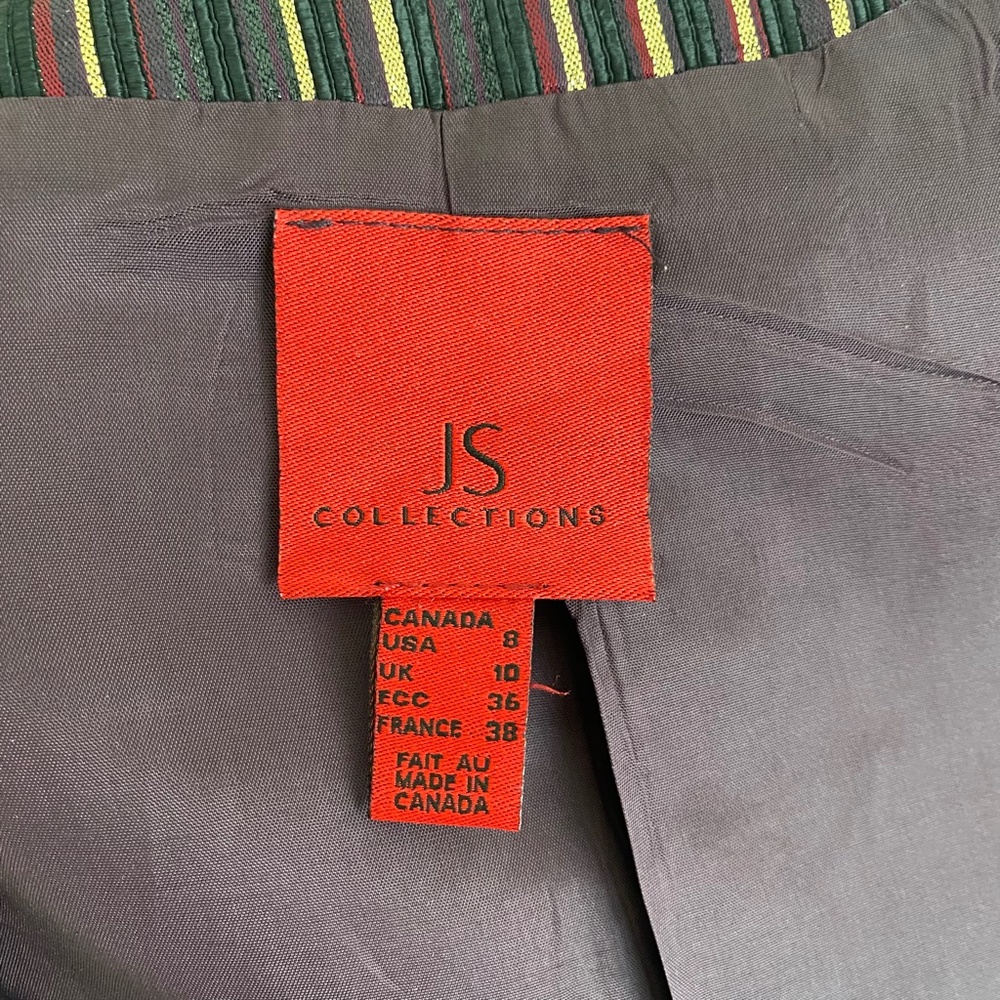 JS
COLLECTIONS
CANADA
USA 8
UK 10
ECC 36
FRANCE 38
FAIT AU
MADE IN
CANADA